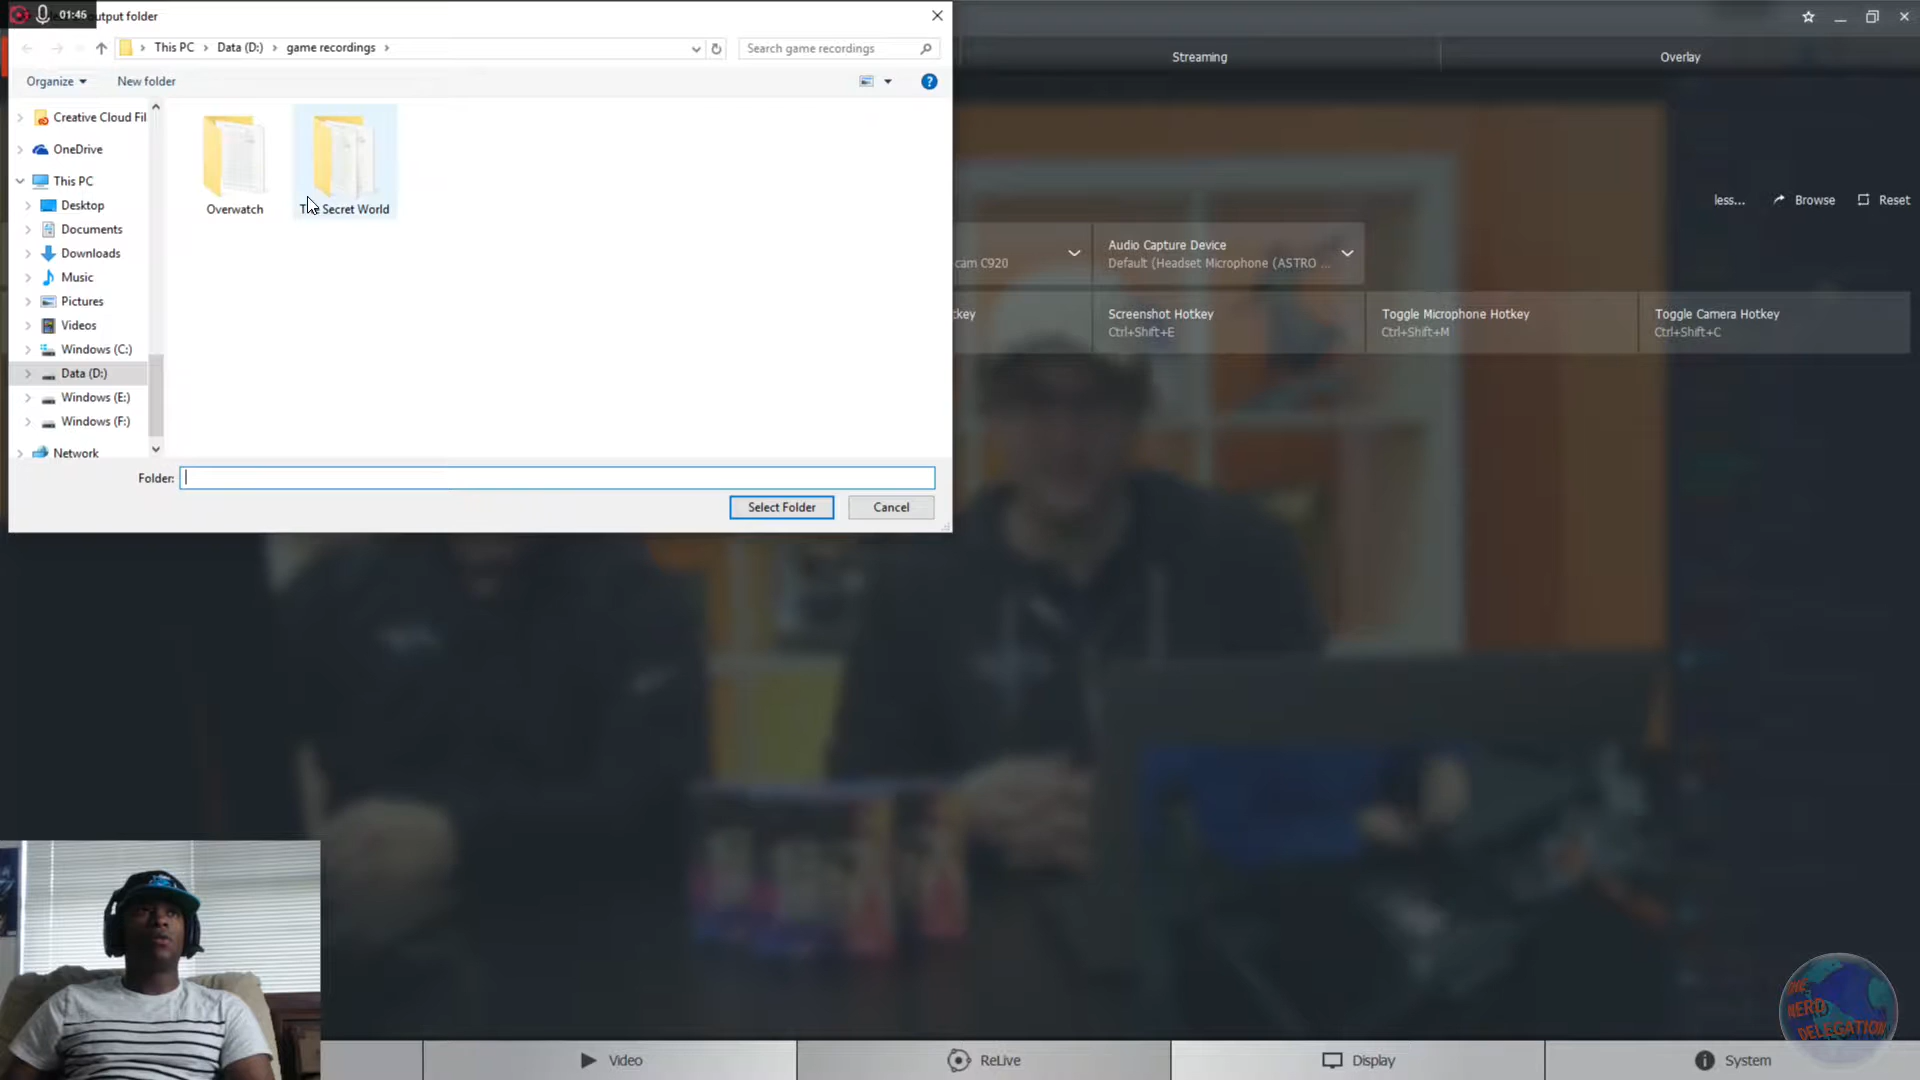 01:46
output folder
This PC
Data (D:)
game recordings
Search game recordings
Organize
New folder
Creative Cloud Fil
OneDrive
This PC
Desktop
Documents
Downloads
Music
Pictures
Videos
Windows (C:)
Data (D:)
Windows (E:)
Windows (F:)
Network
Overwatch
Secret World
Folder:
Select Folder
Cancel
Streaming
Overlay
less...
Browse
Reset
cam C920
Audio Capture Device
Default (Headset Microphone (ASTRO ...
key
Screenshot Hotkey
Ctrl+Shift+E
Toggle Microphone Hotkey
Ctrl+Shift+M
Toggle Camera Hotkey
Ctrl+Shift+C
THE
NERD
DELEGATION
Video
ReLive
Display
System